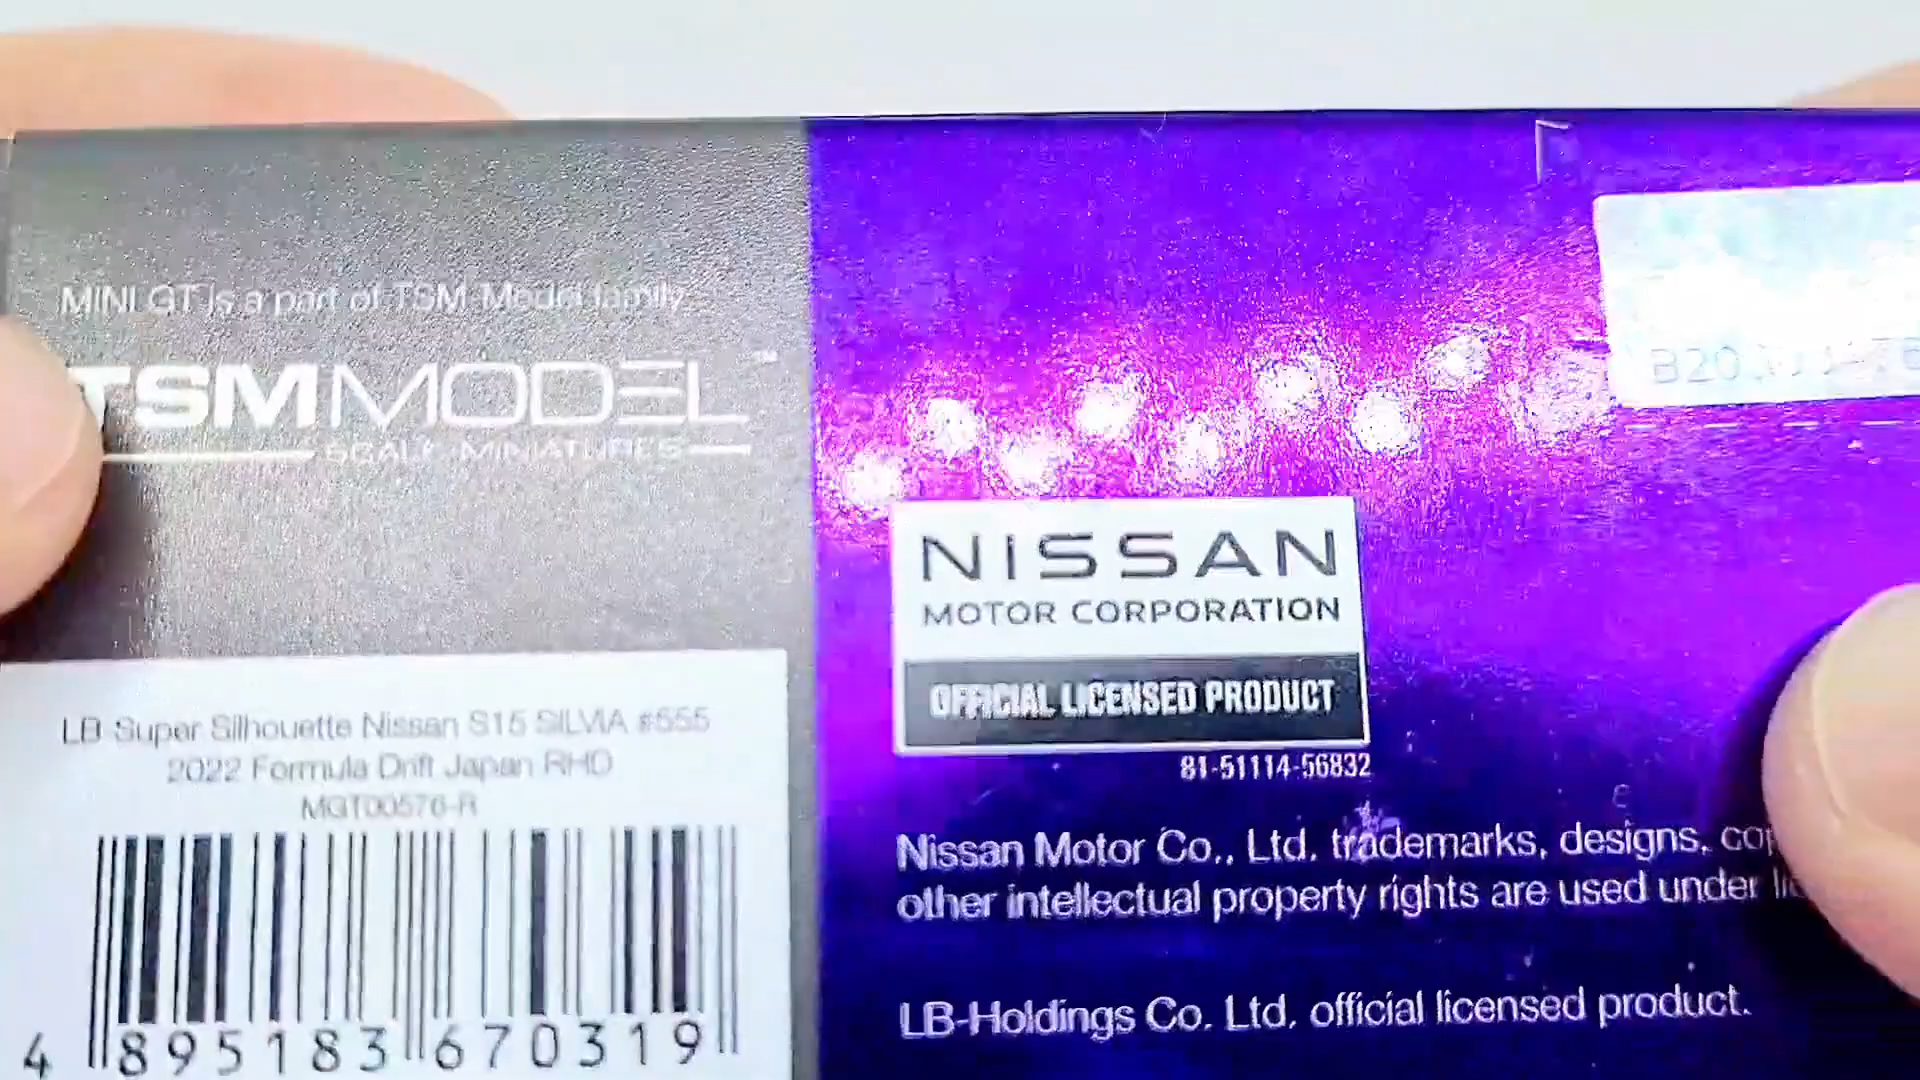 MINI GT is a part of TSM Model family
TSMMODEL™
SCALE MINIATURES
LB Super Silhouette Nissan S15 SILVIA #555
2022 Formula Drift Japan RHD
MGT00576-R
4 895183 670319
NISSAN
MOTOR CORPORATION
OFFICIAL LICENSED PRODUCT
81-51114-56832
Nissan Motor Co., Ltd. trademarks, designs,
other intellectual property rights are used under
LB-Holdings Co. Ltd. official licensed product.